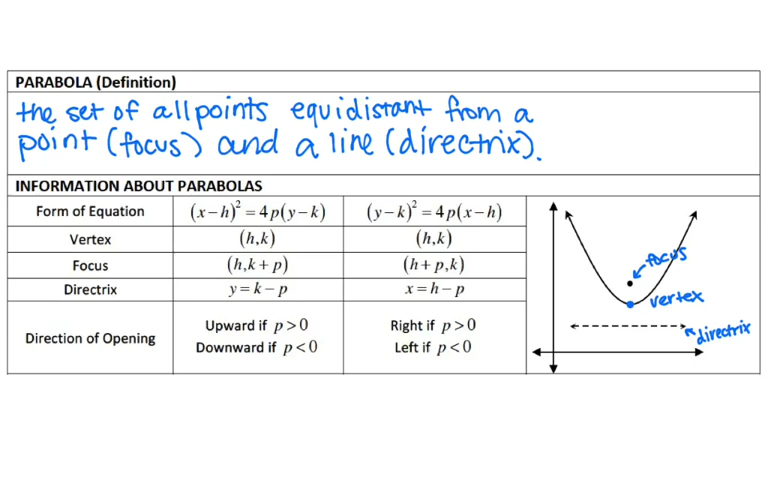 PARABOLA (Definition)
the set of all points equidistant from a
point (focus) and a line (directrix).
INFORMATION ABOUT PARABOLAS
Form of Equation (x−h)² = 4p(y−k) (y−k)² = 4p(x−h)
Vertex (h,k) (h,k)
Focus (h,k+p) (h+p,k)
Directrix y=k−p x=h−p
Direction of Opening
Upward if p>0 Right if p>0
Downward if p<0 Left if p<0
focus
vertex
directrix